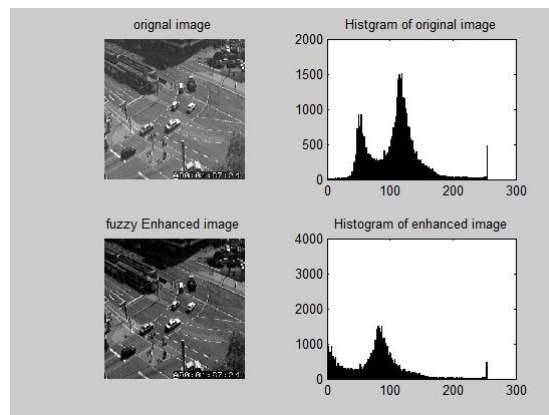 orignal image
Histgram of original image
2000
1500
1000
500
0
0 100 200 300
fuzzy Enhanced image
Histogram of enhanced image
4000
3000
2000
1000
0
0 100 200 300